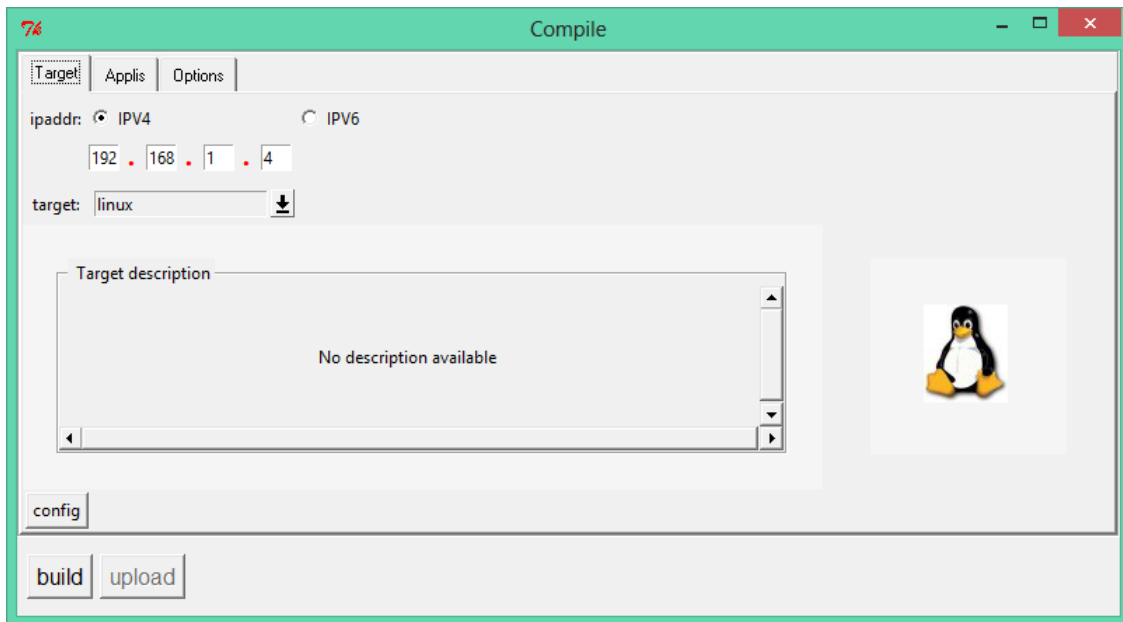 Compile
Target Applis Options
ipaddr: IPV4 IPV6
192 . 168 . 1 . 4
target: linux
Target description
No description available
config
build upload